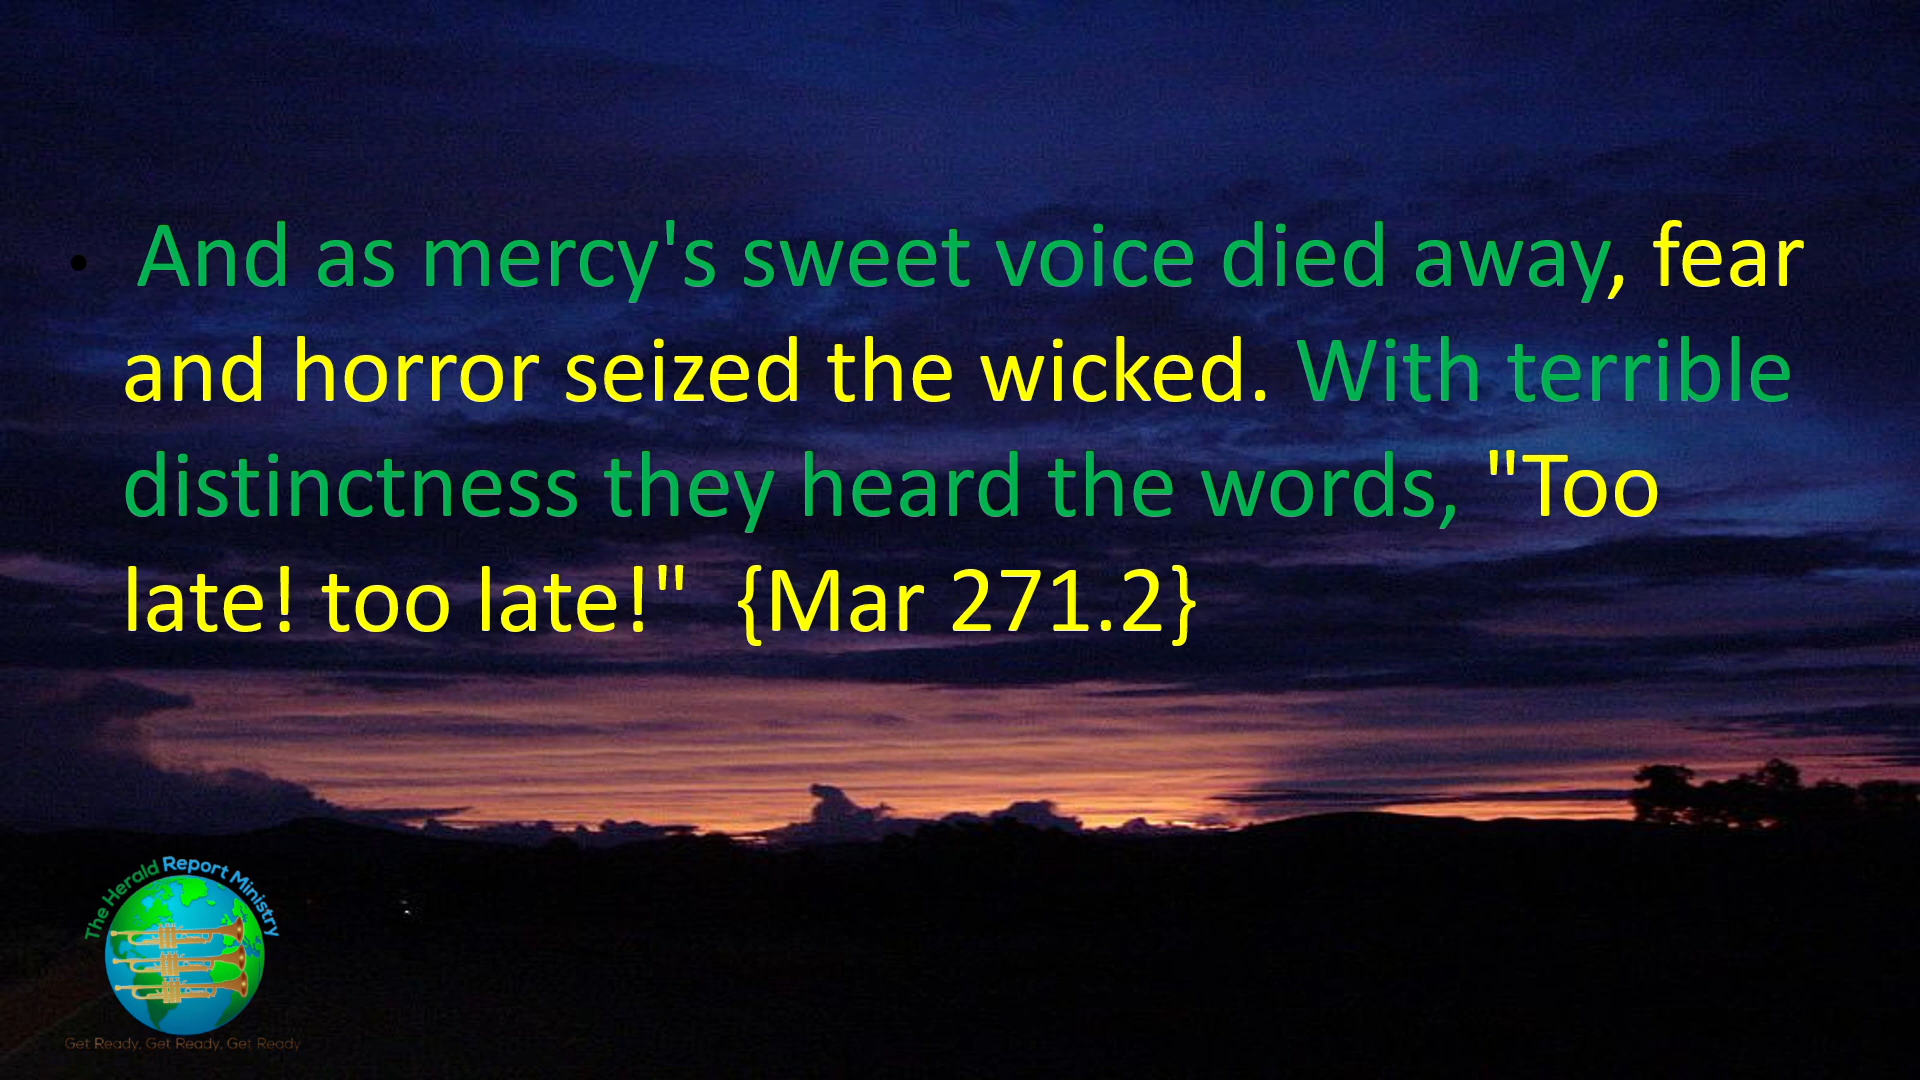 • And as mercy's sweet voice died away, fear
and horror seized the wicked. With terrible
distinctness they heard the words, "Too
late! too late!"  {Mar 271.2}
The Herald Report Ministry
Get Ready, Get Ready, Get Ready